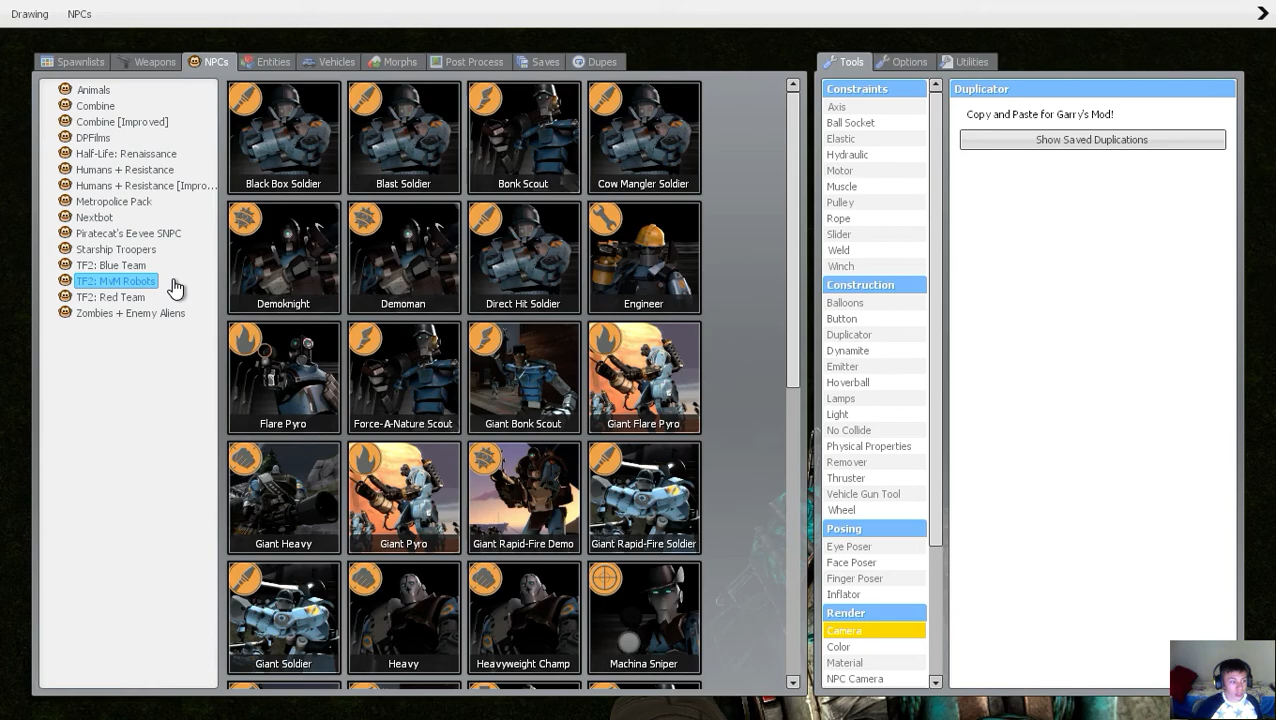 Drawing NPCs
Spawnlists Weapons NPCs Entities Vehicles Morphs Post Process Saves Dupes
Animals
Combine
Combine [Improved]
DPFilms
Half-Life: Renaissance
Humans + Resistance
Humans + Resistance [Impro...
Metropolice Pack
Nextbot
Piratecat's Eevee SNPC
Starship Troopers
TF2: Blue Team
TF2: MvM Robots
TF2: Red Team
Zombies + Enemy Aliens
Black Box Soldier Blast Soldier Bonk Scout Cow Mangler Soldier
Demoknight Demoman Direct Hit Soldier Engineer
Flare Pyro Force-A-Nature Scout Giant Bonk Scout Giant Flare Pyro
Giant Heavy Giant Pyro Giant Rapid-Fire Demo Giant Rapid-Fire Soldier
Giant Soldier Heavy Heavyweight Champ Machina Sniper
Tools Options Utilities
Constraints
Axis
Ball Socket
Elastic
Hydraulic
Motor
Muscle
Pulley
Rope
Slider
Weld
Winch
Construction
Balloons
Button
Duplicator
Dynamite
Emitter
Hoverball
Lamps
Light
No Collide
Physical Properties
Remover
Thruster
Vehicle Gun Tool
Wheel
Posing
Eye Poser
Face Poser
Finger Poser
Inflator
Render
Camera
Color
Material
NPC Camera
Duplicator
Copy and Paste for Garry's Mod!
Show Saved Duplications